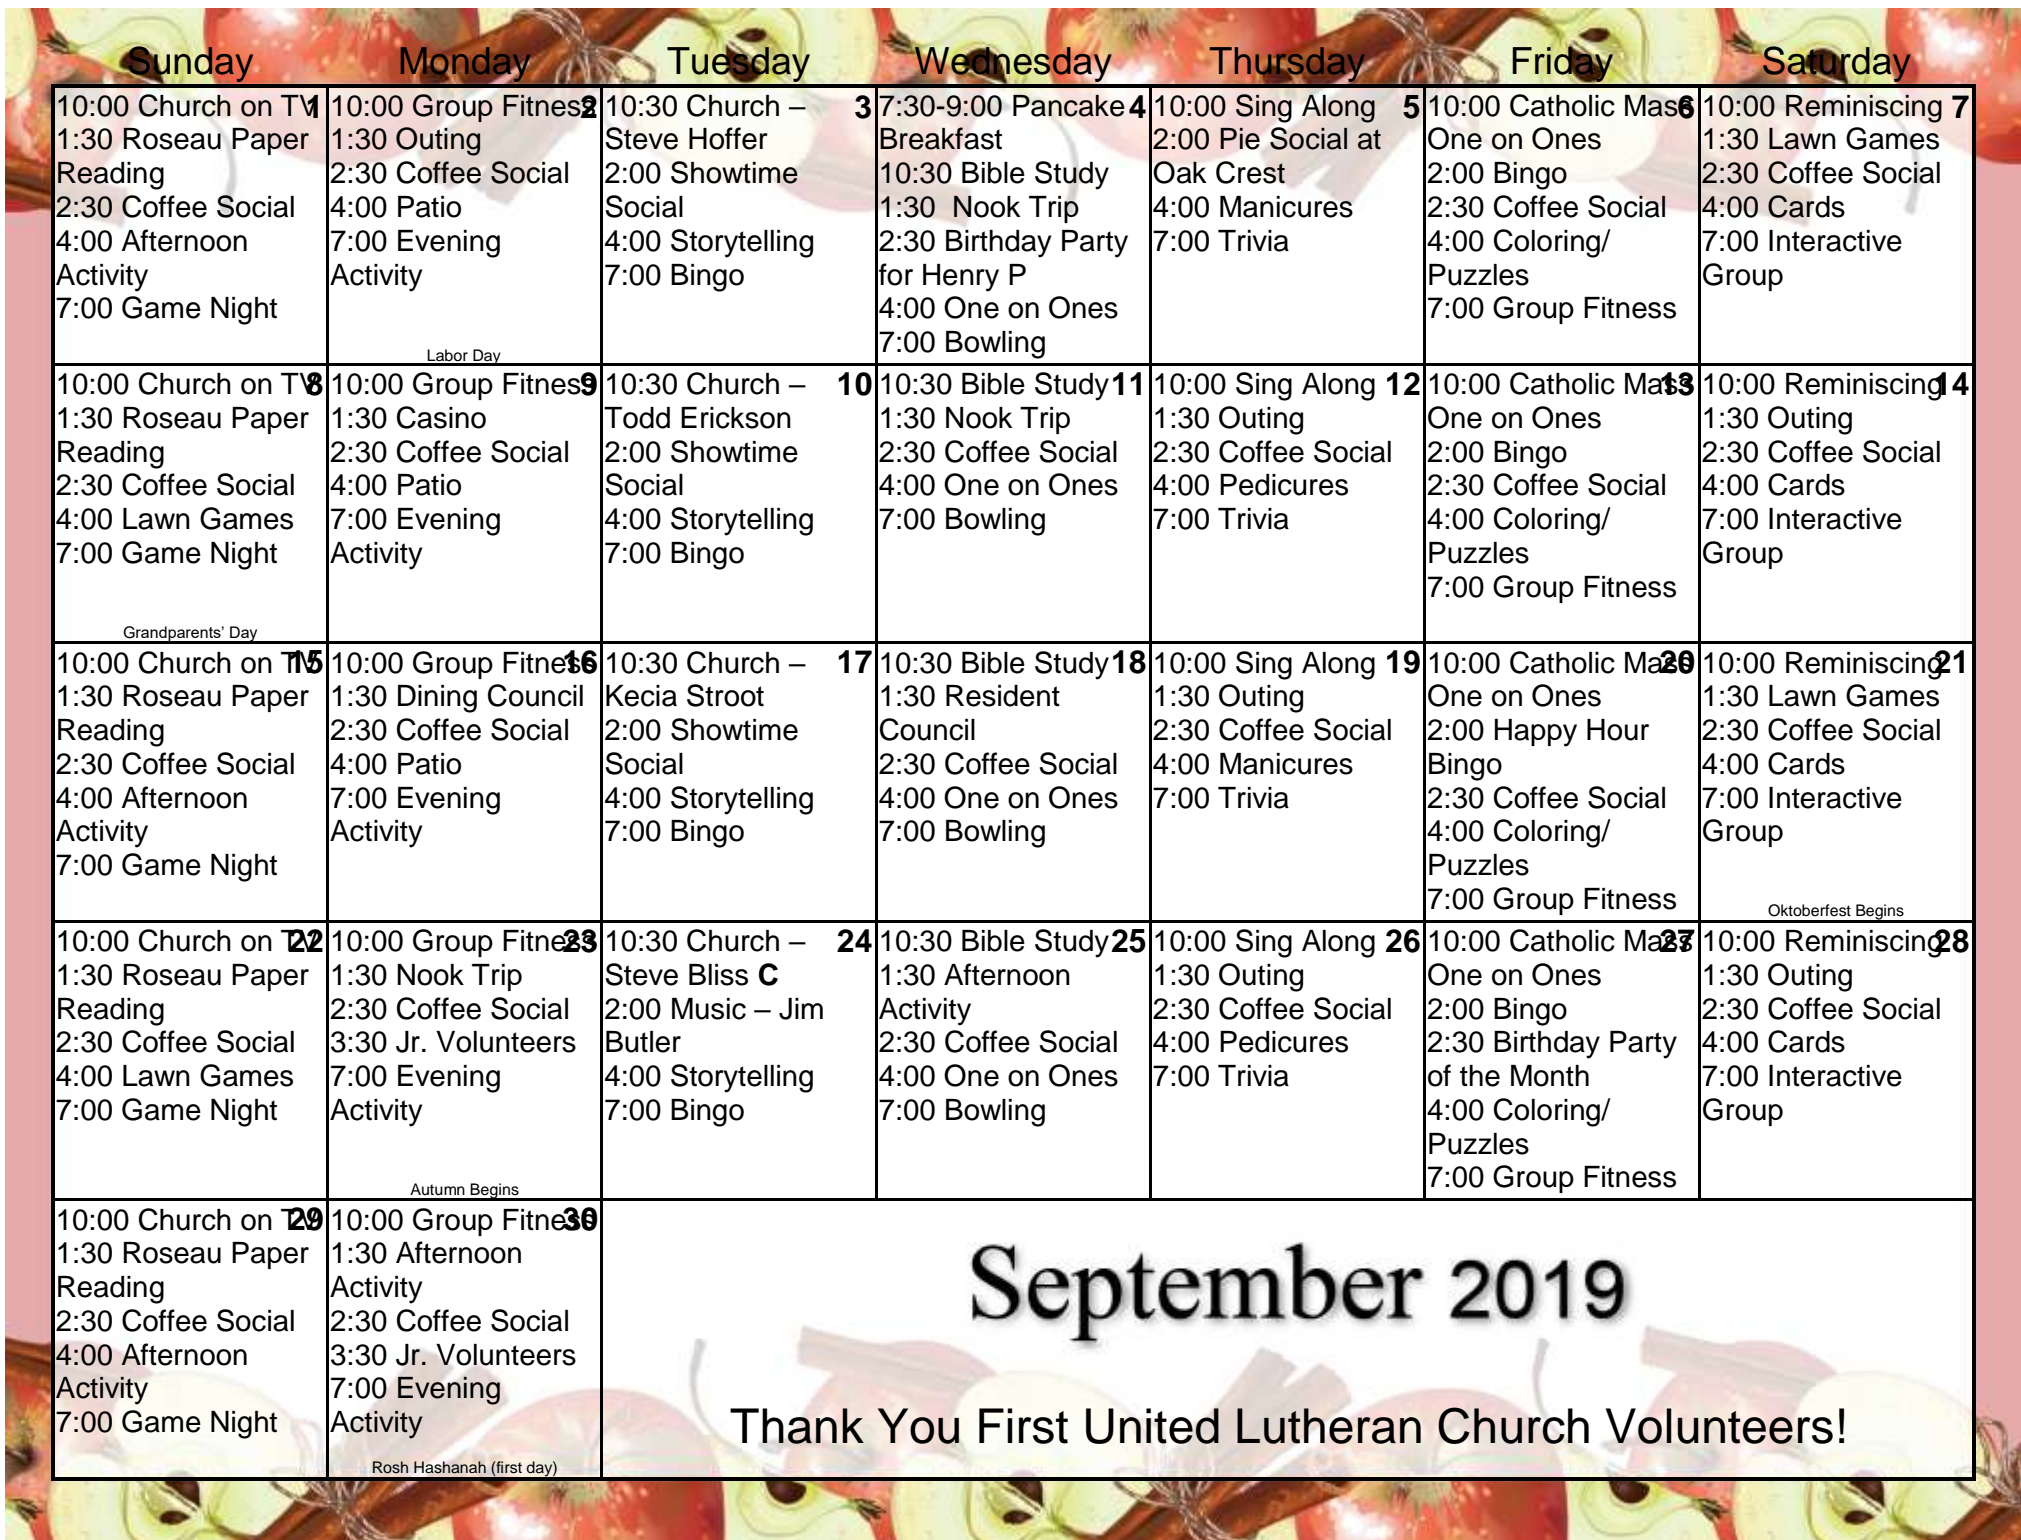 Sunday Monday Tuesday Wednesday Thursday Friday Saturday
10:00 Church on TV 1
1:30 Roseau Paper
Reading
2:30 Coffee Social
4:00 Afternoon
Activity
7:00 Game Night
10:00 Group Fitness 2
1:30 Outing
2:30 Coffee Social
4:00 Patio
7:00 Evening
Activity
Labor Day
10:30 Church – 3
Steve Hoffer
2:00 Showtime
Social
4:00 Storytelling
7:00 Bingo
7:30-9:00 Pancake 4
Breakfast
10:30 Bible Study
1:30 Nook Trip
2:30 Birthday Party
for Henry P
4:00 One on Ones
7:00 Bowling
10:00 Sing Along 5
2:00 Pie Social at
Oak Crest
4:00 Manicures
7:00 Trivia
10:00 Catholic Mass 6
One on Ones
2:00 Bingo
2:30 Coffee Social
4:00 Coloring/
Puzzles
7:00 Group Fitness
10:00 Reminiscing 7
1:30 Lawn Games
2:30 Coffee Social
4:00 Cards
7:00 Interactive
Group
10:00 Church on TV 8
1:30 Roseau Paper
Reading
2:30 Coffee Social
4:00 Lawn Games
7:00 Game Night
Grandparents' Day
10:00 Group Fitness 9
1:30 Casino
2:30 Coffee Social
4:00 Patio
7:00 Evening
Activity
10:30 Church – 10
Todd Erickson
2:00 Showtime
Social
4:00 Storytelling
7:00 Bingo
10:30 Bible Study 11
1:30 Nook Trip
2:30 Coffee Social
4:00 One on Ones
7:00 Bowling
10:00 Sing Along 12
1:30 Outing
2:30 Coffee Social
4:00 Pedicures
7:00 Trivia
10:00 Catholic Mass 13
One on Ones
2:00 Bingo
2:30 Coffee Social
4:00 Coloring/
Puzzles
7:00 Group Fitness
10:00 Reminiscing 14
1:30 Outing
2:30 Coffee Social
4:00 Cards
7:00 Interactive
Group
10:00 Church on TV 15
1:30 Roseau Paper
Reading
2:30 Coffee Social
4:00 Afternoon
Activity
7:00 Game Night
10:00 Group Fitness 16
1:30 Dining Council
2:30 Coffee Social
4:00 Patio
7:00 Evening
Activity
10:30 Church – 17
Kecia Stroot
2:00 Showtime
Social
4:00 Storytelling
7:00 Bingo
10:30 Bible Study 18
1:30 Resident
Council
2:30 Coffee Social
4:00 One on Ones
7:00 Bowling
10:00 Sing Along 19
1:30 Outing
2:30 Coffee Social
4:00 Manicures
7:00 Trivia
10:00 Catholic Mass 20
One on Ones
2:00 Happy Hour
Bingo
2:30 Coffee Social
4:00 Coloring/
Puzzles
7:00 Group Fitness
10:00 Reminiscing 21
1:30 Lawn Games
2:30 Coffee Social
4:00 Cards
7:00 Interactive
Group
Oktoberfest Begins
10:00 Church on TV 22
1:30 Roseau Paper
Reading
2:30 Coffee Social
4:00 Lawn Games
7:00 Game Night
10:00 Group Fitness 23
1:30 Nook Trip
2:30 Coffee Social
3:30 Jr. Volunteers
7:00 Evening
Activity
Autumn Begins
10:30 Church – 24
Steve Bliss C
2:00 Music – Jim
Butler
4:00 Storytelling
7:00 Bingo
10:30 Bible Study 25
1:30 Afternoon
Activity
2:30 Coffee Social
4:00 One on Ones
7:00 Bowling
10:00 Sing Along 26
1:30 Outing
2:30 Coffee Social
4:00 Pedicures
7:00 Trivia
10:00 Catholic Mass 27
One on Ones
2:00 Bingo
2:30 Birthday Party
of the Month
4:00 Coloring/
Puzzles
7:00 Group Fitness
10:00 Reminiscing 28
1:30 Outing
2:30 Coffee Social
4:00 Cards
7:00 Interactive
Group
10:00 Church on TV 29
1:30 Roseau Paper
Reading
2:30 Coffee Social
4:00 Afternoon
Activity
7:00 Game Night
10:00 Group Fitness 30
1:30 Afternoon
Activity
2:30 Coffee Social
3:30 Jr. Volunteers
7:00 Evening
Activity
Rosh Hashanah (first day)
September 2019
Thank You First United Lutheran Church Volunteers!